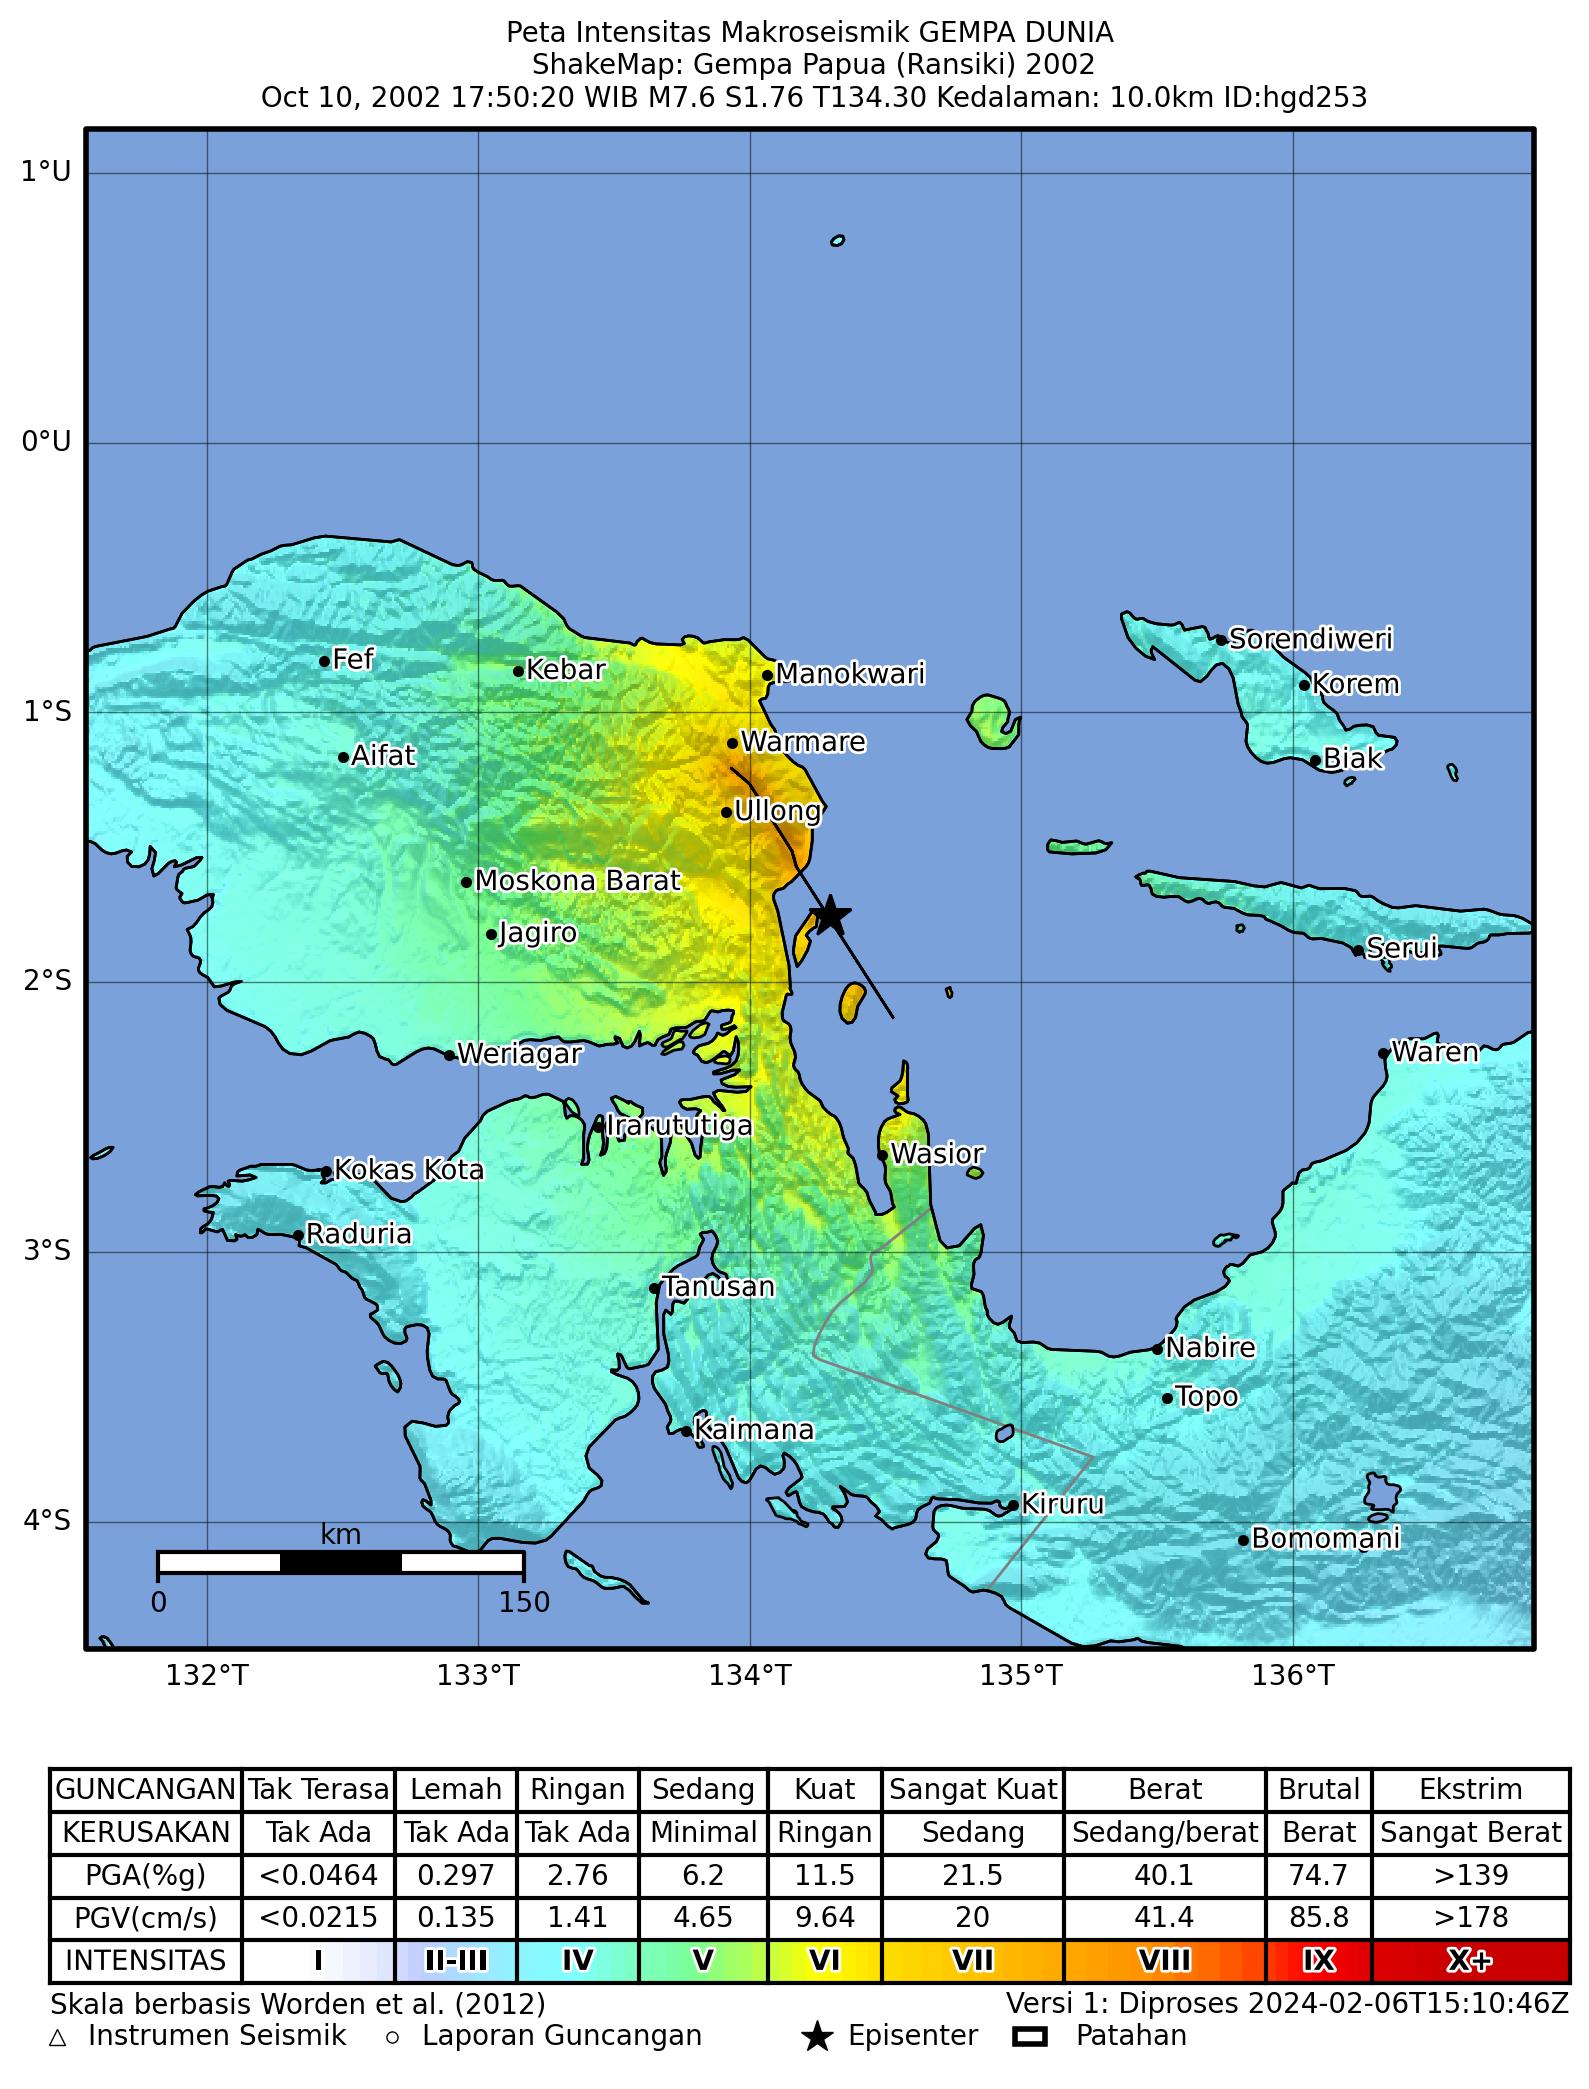 Peta Intensitas Makroseismik GEMPA DUNIA
ShakeMap: Gempa Papua (Ransiki) 2002
Oct 10, 2002 17:50:20 WIB M7.6 S1.76 T134.30 Kedalaman: 10.0km ID:hgd253
1°U
0°U
Sorendiweri
Fef
Kebar
Manokwari
Korem
1°S
Warmare
Aifat
Biak
Ullong
Moskona Barat
Jagiro
Serui
2°S
Weriagar
Waren
Irarututiga
Wasior
Kokas Kota
Raduria
3°S
Tanusan
Nabire
Topo
Kaimana
Kiruru
4°S
km
Bomomani
0 150
132°T 133°T 134°T 135°T 136°T
GUNCANGAN Tak Terasa Lemah Ringan Sedang Kuat Sangat Kuat Berat Brutal Ekstrim
KERUSAKAN Tak Ada Tak Ada Tak Ada Minimal Ringan Sedang Sedang/berat Berat Sangat Berat
PGA(%g) <0.0464 0.297 2.76 6.2 11.5 21.5 40.1 74.7 >139
PGV(cm/s) <0.0215 0.135 1.41 4.65 9.64 20 41.4 85.8 >178
INTENSITAS I II-III IV V VI VII VIII IX X+
Skala berbasis Worden et al. (2012) Versi 1: Diproses 2024-02-06T15:10:46Z
Instrumen Seismik Laporan Guncangan Episenter Patahan